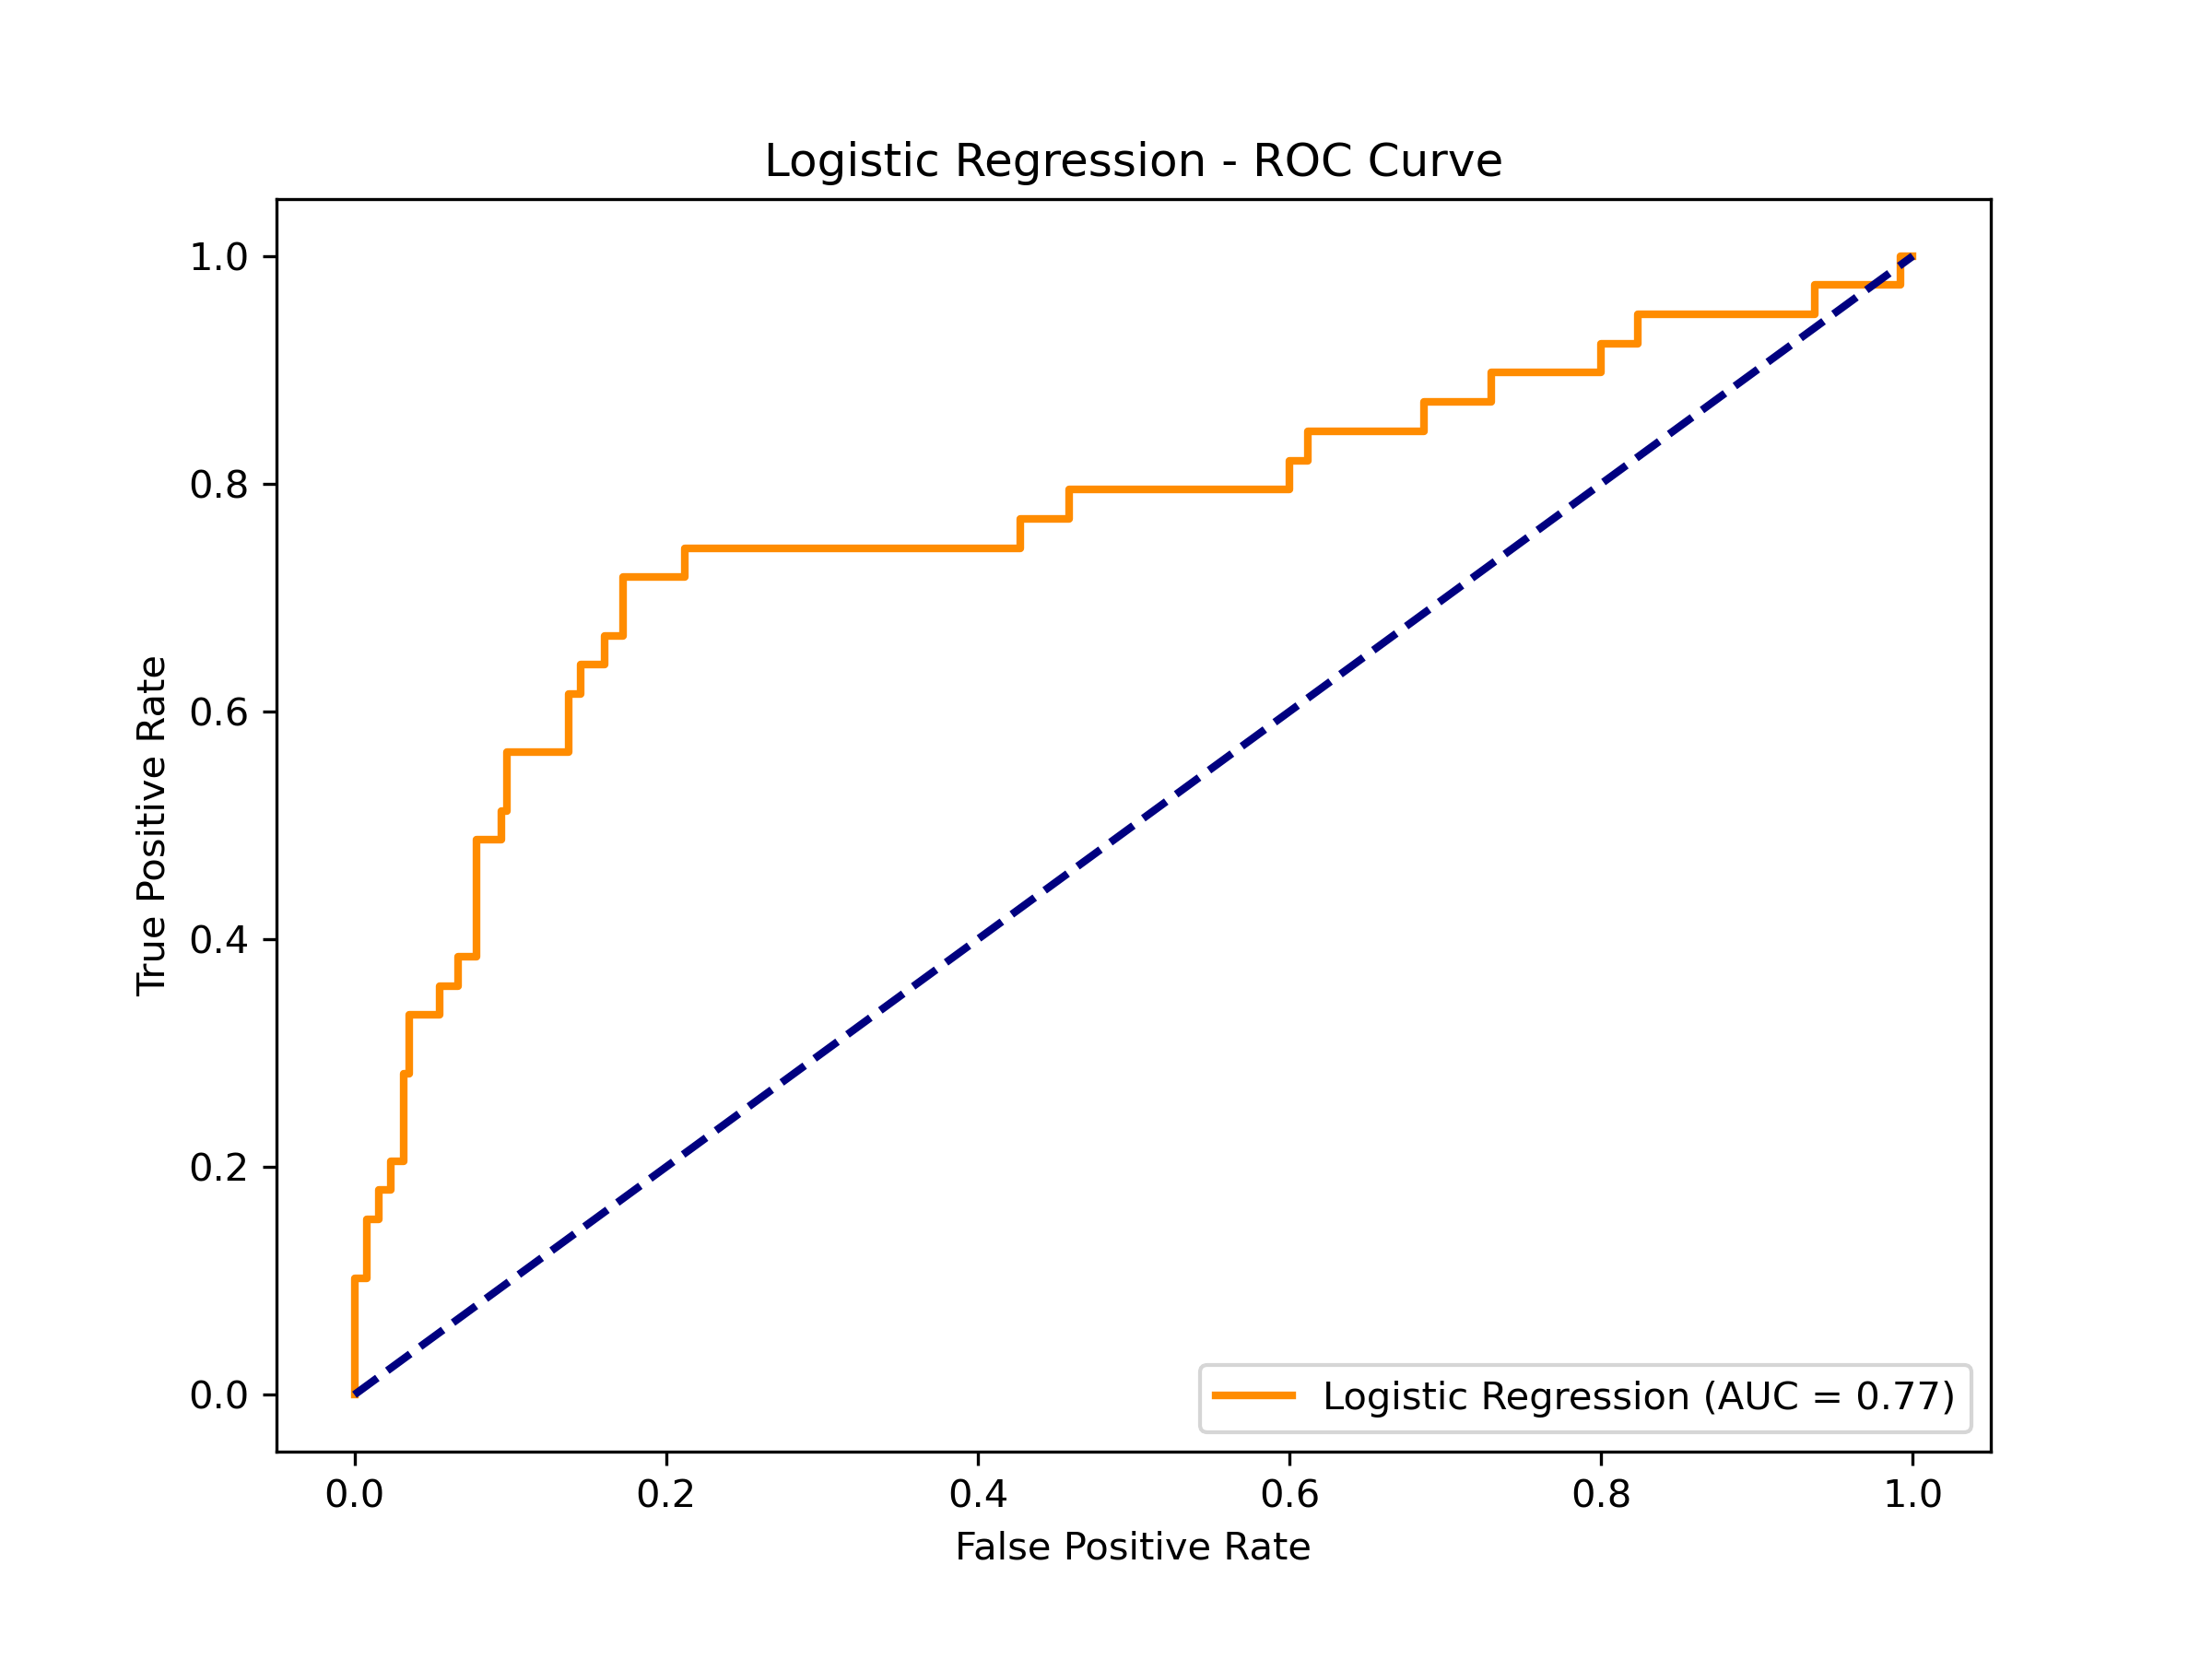 Logistic Regression - ROC Curve
1.0
0.8
0.6
0.4
0.2
0.0
True Positive Rate
Logistic Regression (AUC = 0.77)
0.0 0.2 0.4 0.6 0.8 1.0
False Positive Rate